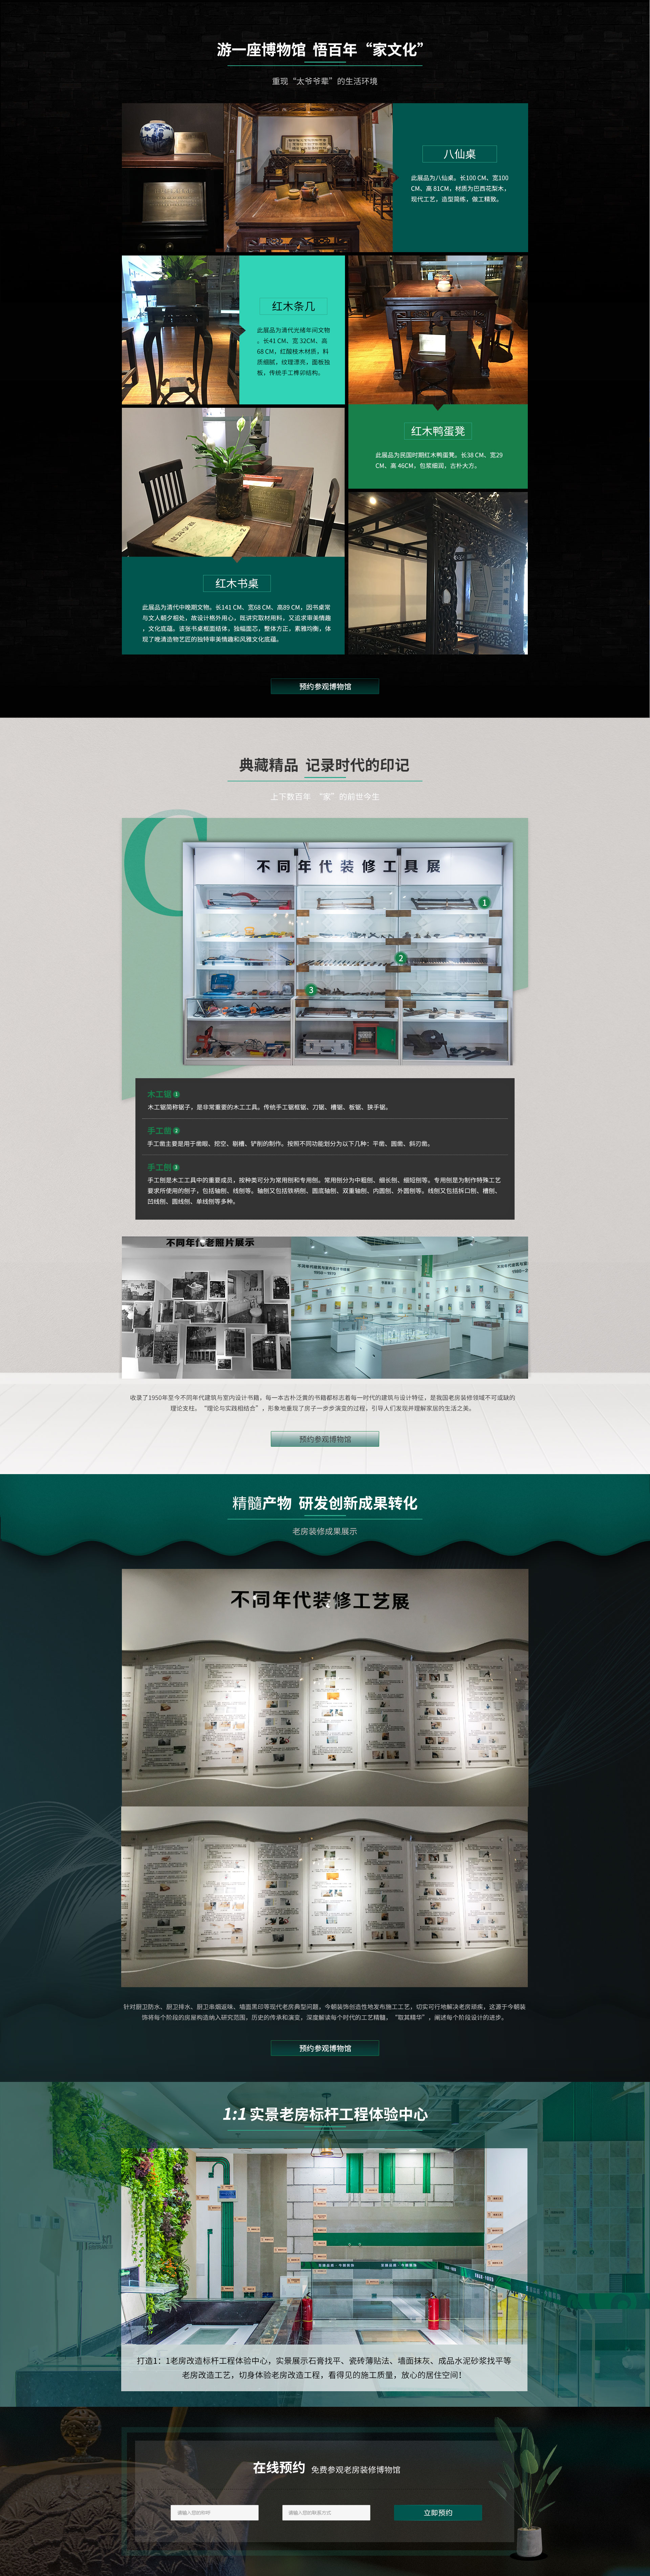 游一座博物馆 悟百年“家文化”
重现“太爷爷辈”的生活环境
八仙桌
此展品为八仙桌。长100 CM、宽100
CM、高 81CM，材质为巴西花梨木，
现代工艺，造型简练，做工精致。
红木条几
此展品为清代光绪年间文物
，长41 CM、宽 32CM、高
68 CM，红酸枝木材质，料
质细腻，纹理漂亮，面板独
板，传统手工榫卯结构。
红木鸭蛋凳
此展品为民国时期红木鸭蛋凳。长38 CM、宽29
CM、高 46CM，包浆细润，古朴大方。
红木书桌
此展品为清代中晚期文物。长141 CM、宽68 CM、高89 CM，因书桌常
与文人朝夕相处，故设计格外用心，既讲究取材用料，又追求审美情趣
，文化底蕴。该张书桌框面结体，独幅面芯，整体方正，素雅均衡，体
现了晚清造物艺匠的独特审美情趣和风雅文化底蕴。
预约参观博物馆
典藏精品 记录时代的印记
上下数百年 “家”的前世今生
C
不同年代装修工具展
1
2
3
木工锯1
木工锯简称锯子，是非常重要的木工工具。传统手工锯框锯、刀锯、槽锯、板锯、狭手锯。
手工凿2
手工凿主要是用于凿眼、挖空、剔槽、铲削的制作。按照不同功能划分为以下几种：平凿、圆凿、斜刃凿。
手工刨3
手工刨是木工工具中的重要成员，按种类可分为常用刨和专用刨。常用刨分为中粗刨、细长刨、细短刨等。专用刨是为制作特殊工艺
要求所使用的刨子，包括轴刨、线刨等。轴刨又包括铁柄刨、圆底轴刨、双重轴刨、内圆刨、外圆刨等。线刨又包括拆口刨、槽刨、
凹线刨、圆线刨、单线刨等多种。
不同年代老照片展示
收录了1950年至今不同年代建筑与室内设计书籍，每一本古朴泛黄的书籍都标志着每一时代的建筑与设计特征，是我国老房装修领域不可或缺的
理论支柱。“理论与实践相结合”，形象地重现了房子一步步演变的过程，引导人们发现并理解家居的生活之美。
预约参观博物馆
精髓产物 研发创新成果转化
老房装修成果展示
不同年代装修工艺展
针对厨卫防水、厨卫排水、厨卫串烟返味、墙面黑印等现代老房典型问题，今朝装饰创造性地发布施工工艺，切实可行地解决老房顽疾，这源于今朝装
饰将每个阶段的房屋构造纳入研究范围，历史的传承和演变，深度解读每个时代的工艺精髓，“取其精华”，阐述每个阶段设计的进步。
预约参观博物馆
1:1 实景老房标杆工程体验中心
打造1：1老房改造标杆工程体验中心，实景展示石膏找平、瓷砖薄贴法、墙面抹灰、成品水泥砂浆找平等
老房改造工艺，切身体验老房改造工程，看得见的施工质量，放心的居住空间！
在线预约 免费参观老房装修博物馆
请输入您的称呼
请输入您的联系方式
立即预约